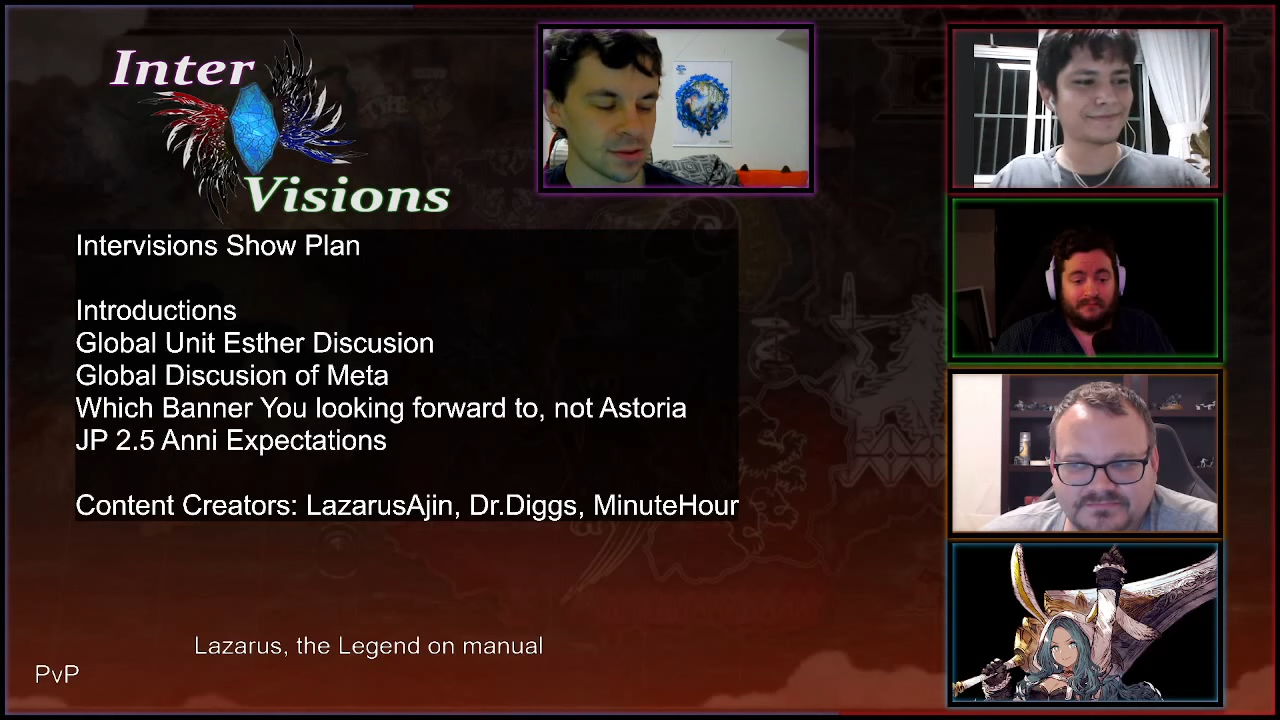 Inter
Visions
Intervisions Show Plan
Introductions
Global Unit Esther Discusion
Global Discusion of Meta
Which Banner You looking forward to, not Astoria
JP 2.5 Anni Expectations
Content Creators: LazarusAjin, Dr.Diggs, MinuteHour
Lazarus, the Legend on manual
PvP